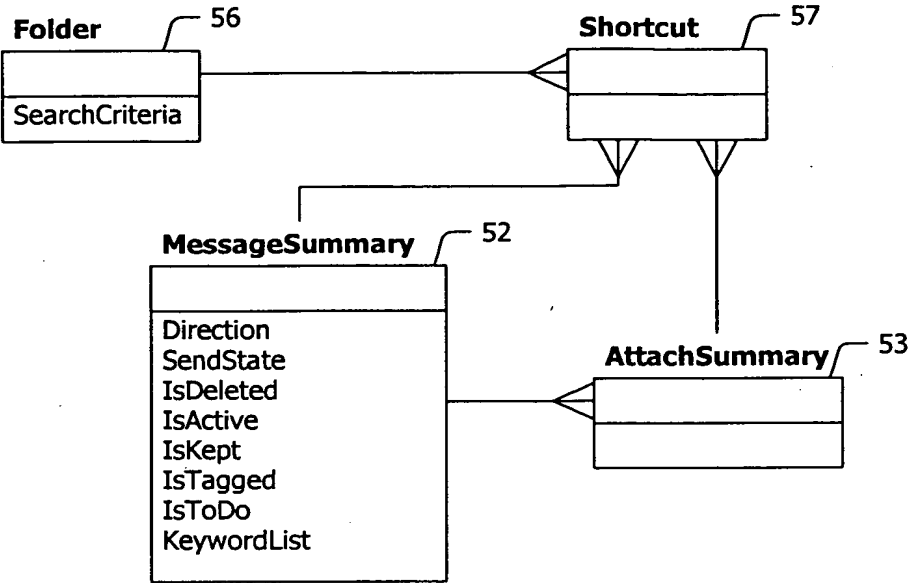 Folder
56
SearchCriteria
Shortcut
57
MessageSummary
52
Direction
SendState
IsDeleted
IsActive
IsKept
IsTagged
IsToDo
KeywordList
AttachSummary
53